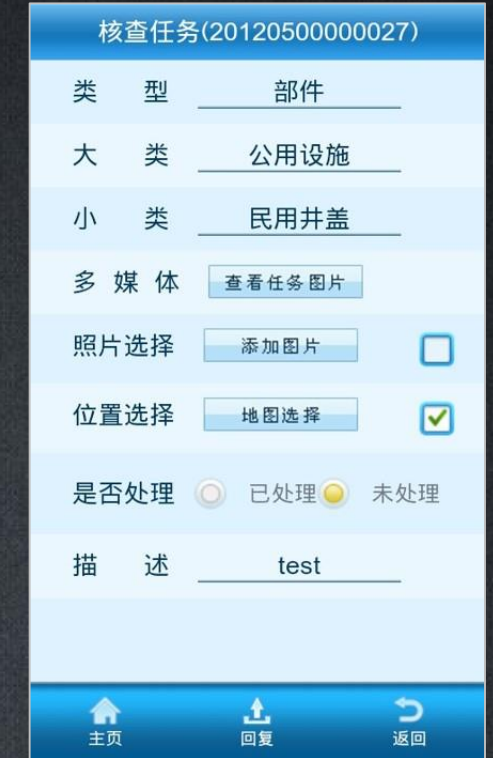 核查任务(20120500000027)
类 型 部件
大 类 公用设施
小 类 民用井盖
多 媒 体 查看任务图片
照片选择 添加图片
位置选择 地图选择
是否处理 已处理 未处理
描 述 test
主页 回复 返回